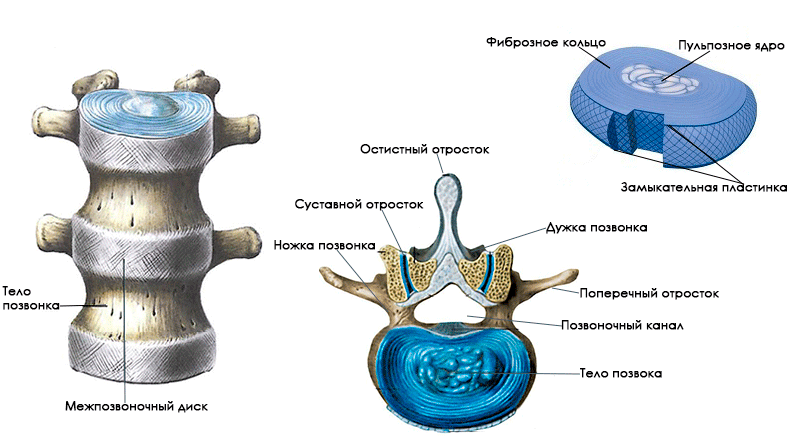 Фиброзное кольцо
Пульпозное ядро
Замыкательная пластинка
Остистный отросток
Суставной отросток
Дужка позвонка
Ножка позвонка
Поперечный отросток
Позвоночный канал
Тело позвока
Тело
позвонка
Межпозвоночный диск